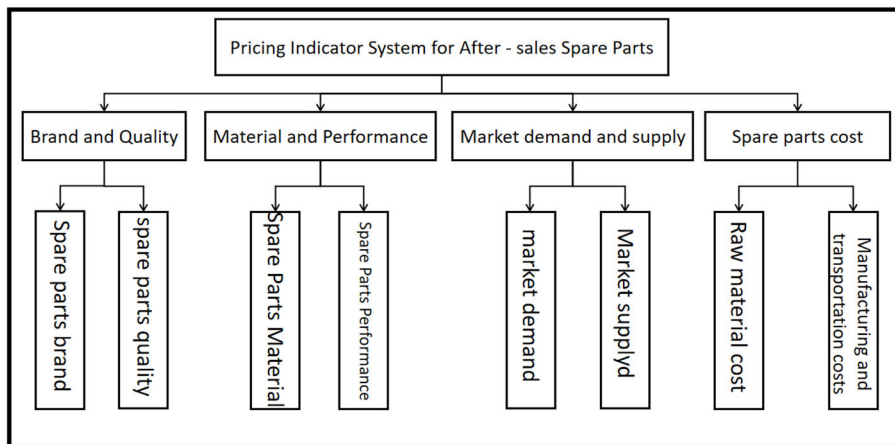 Pricing Indicator System for After - sales Spare Parts
Brand and Quality
Material and Performance
Market demand and supply
Spare parts cost
Spare parts brand
spare parts quality
Spare Parts Material
Spare Parts Performance
market demand
Market supplyd
Raw material cost
Manufacturing and
transportation costs